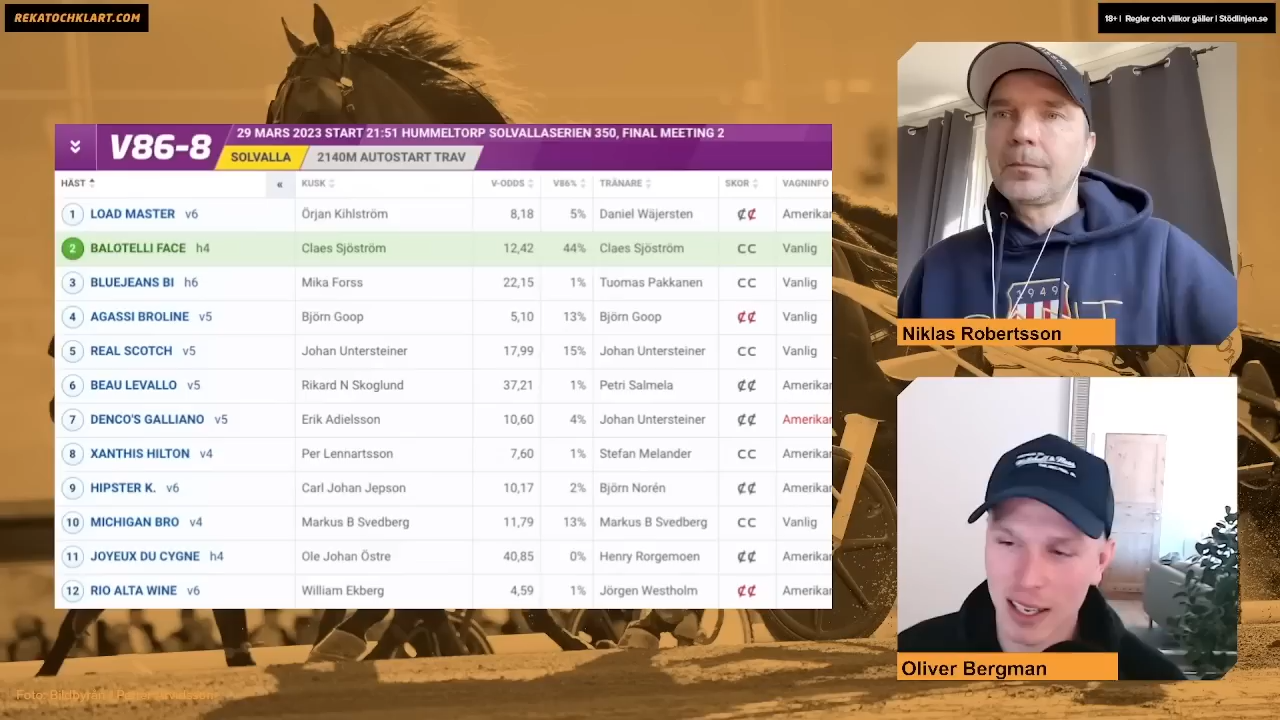 REKATOCHKLART.COM
18+ | Regler och villkor gäller | Stödlinjen.se
V86-8
29 MARS 2023 START 21:51 HUMMELTORP SOLVALLASERIEN 350, FINAL MEETING 2
SOLVALLA 2140M AUTOSTART TRAV
HÄST « KUSK V-ODDS V86% TRÄNARE SKOR VAGNINFO
1 LOAD MASTER v6 Örjan Kihlström 8,18 5% Daniel Wäjersten ȻȻ Amerikan
2 BALOTELLI FACE h4 Claes Sjöström 12,42 44% Claes Sjöström CC Vanlig
3 BLUEJEANS BI h6 Mika Forss 22,15 1% Tuomas Pakkanen CC Vanlig
4 AGASSI BROLINE v5 Björn Goop 5,10 13% Björn Goop ȻȻ Vanlig
5 REAL SCOTCH v5 Johan Untersteiner 17,99 15% Johan Untersteiner CC Vanlig
6 BEAU LEVALLO v5 Rikard N Skoglund 37,21 1% Petri Salmela ȻȻ Amerikan
7 DENCO'S GALLIANO v5 Erik Adielsson 10,60 4% Johan Untersteiner ȻȻ Amerikan
8 XANTHIS HILTON v4 Per Lennartsson 7,60 1% Stefan Melander CC Amerikan
9 HIPSTER K. v6 Carl Johan Jepson 10,17 2% Björn Norén ȻȻ Amerikan
10 MICHIGAN BRO v4 Markus B Svedberg 11,79 13% Markus B Svedberg CC Vanlig
11 JOYEUX DU CYGNE h4 Ole Johan Östre 40,85 0% Henry Rorgemoen ȻȻ Amerikan
12 RIO ALTA WINE v6 William Ekberg 4,59 1% Jörgen Westholm ȻȻ Amerikan
1949
Niklas Robertsson
Oliver Bergman
Foto: Bildbyrån